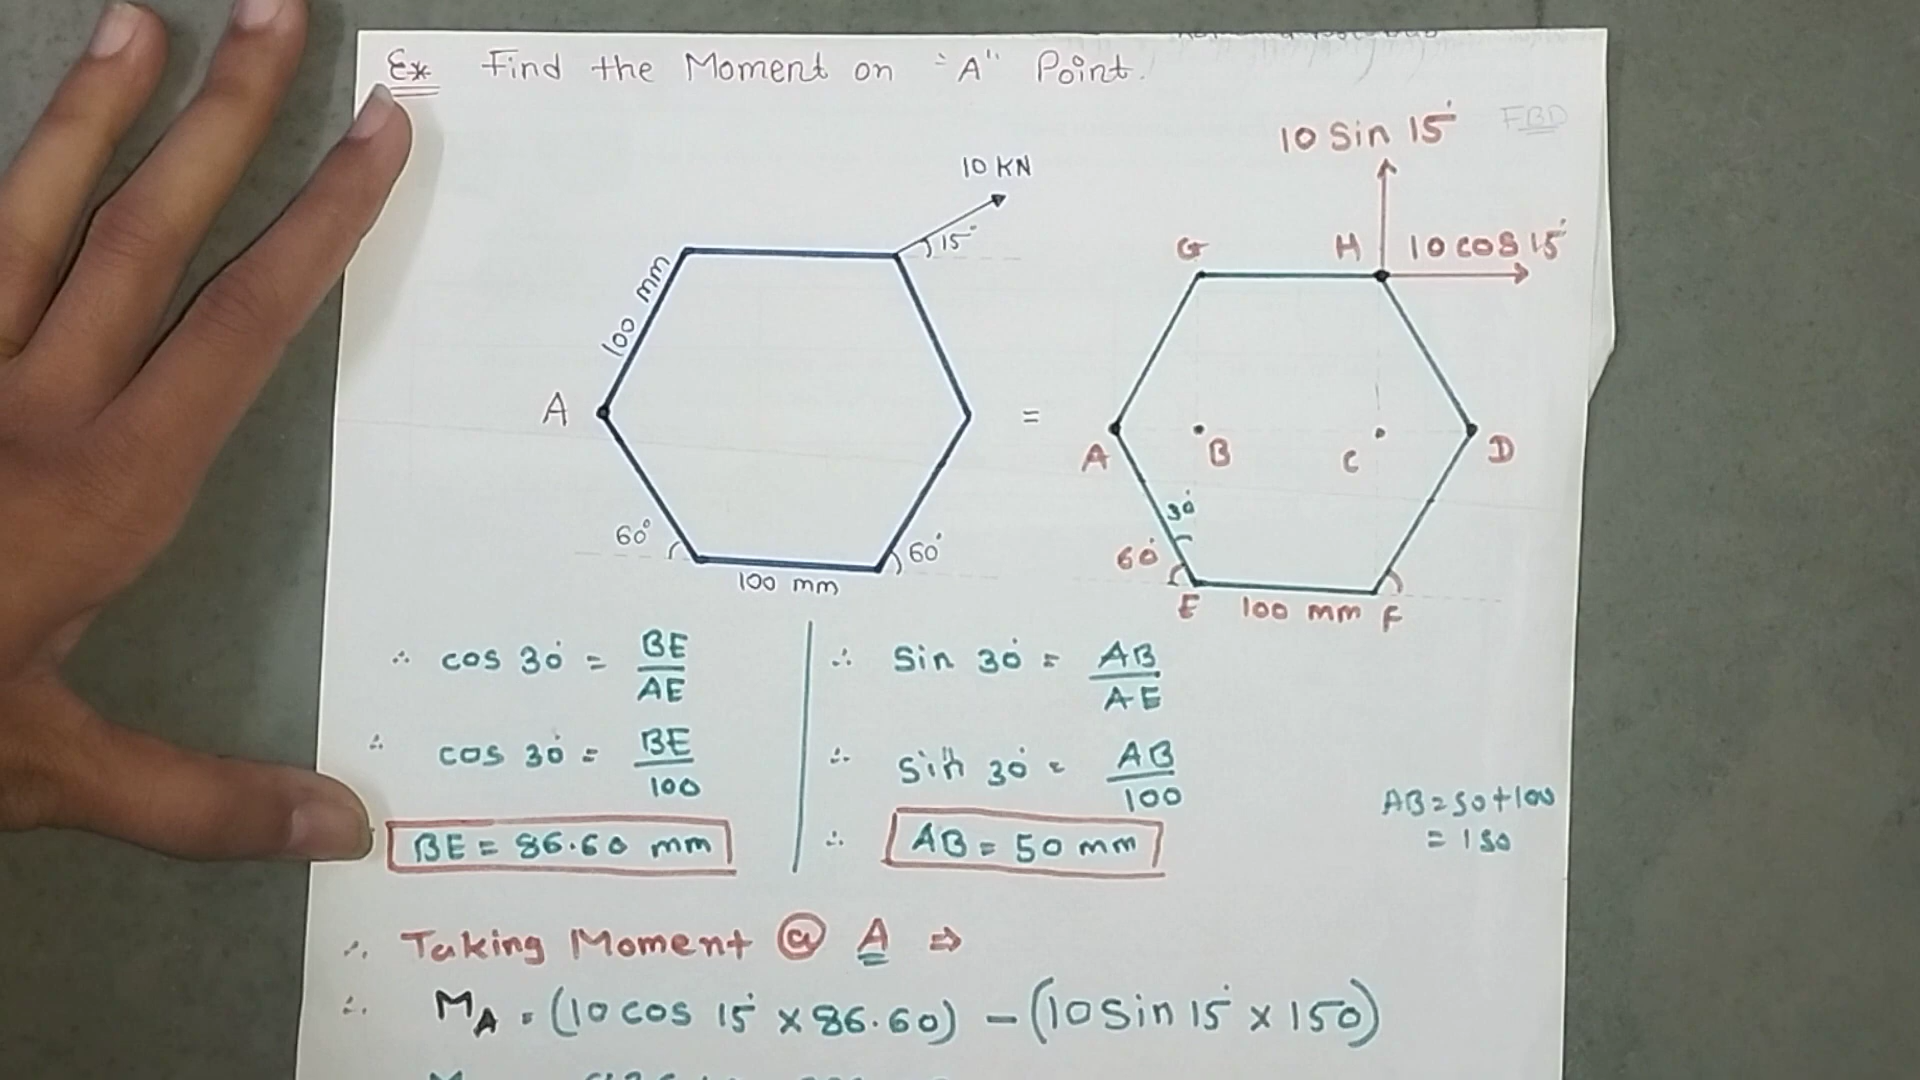 Ex Find the Moment on "A" Point.
FBD
10 Sin 15°
10 KN
15°
G H 10 cos 15°
100 mm
A
=
A B C D
30°
60° 60°
60°
100 mm
E 100 mm F
∴ cos 30° = BE/AE
∴ Sin 30° = AB/AE
∴ cos 30° = BE/100
∴ Sin 30° = AB/100
AB = 50+100
= 150
BE = 86.60 mm
∴ AB = 50 mm
∴ Taking Moment @ A ⇒
∴ MA = (10 cos 15° × 86.60) – (10 Sin 15° × 150)